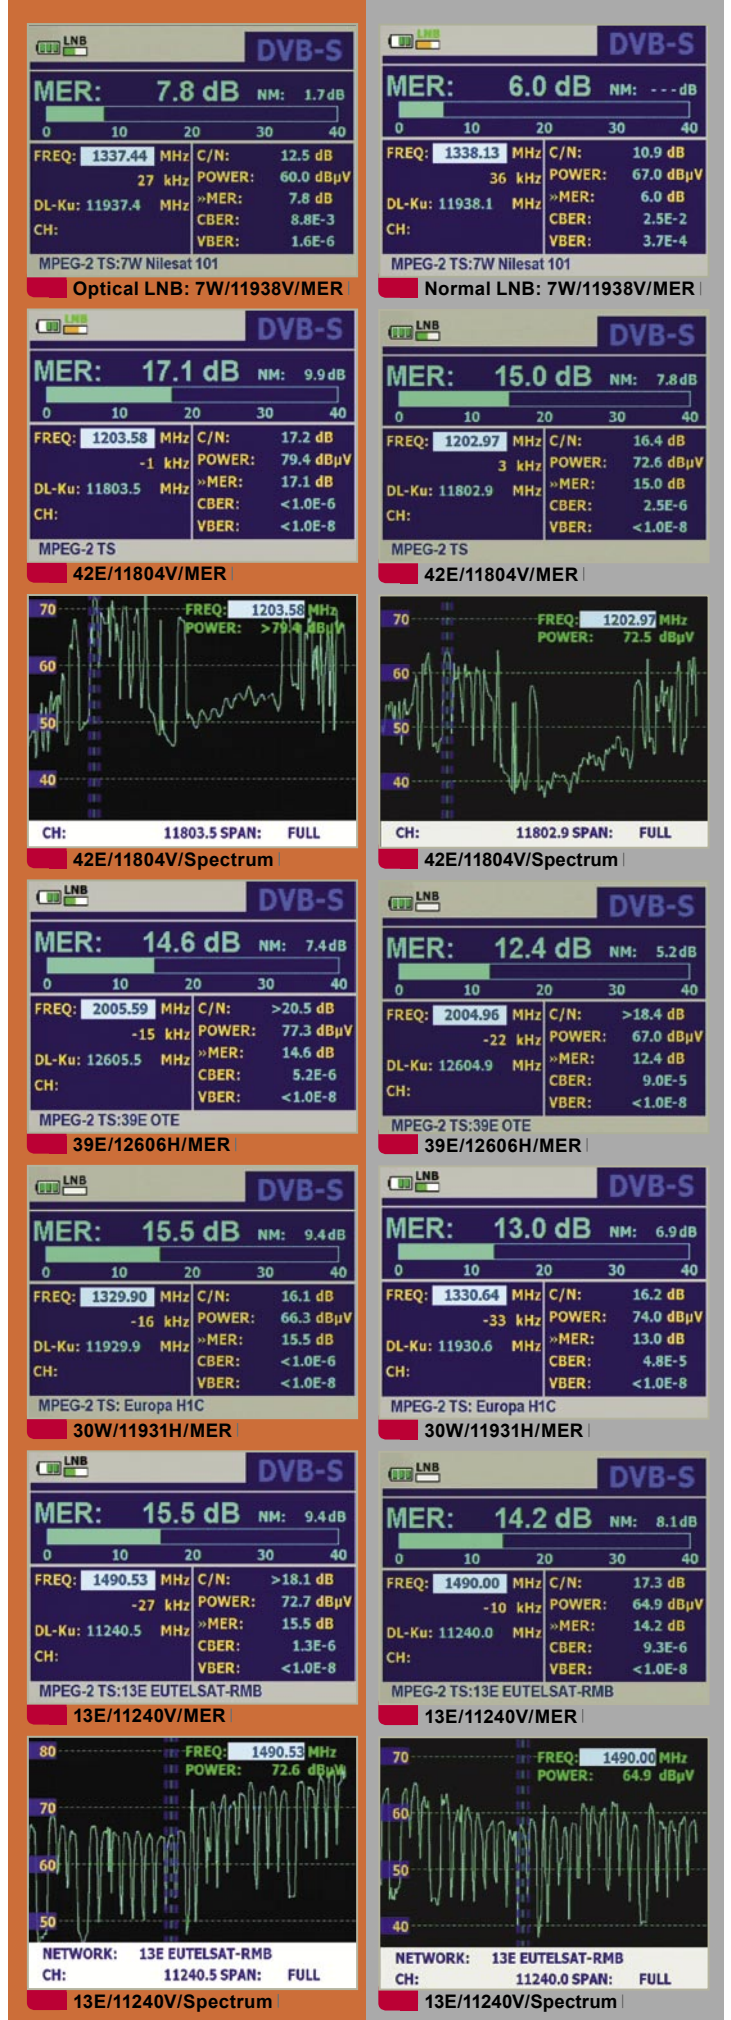 LNB
DVB-S
MER: 7.8 dB NM: 1.7dB
0 10 20 30 40
FREQ: 1337.44 MHz C/N: 12.5 dB
27 kHz POWER: 60.0 dBµV
DL-Ku: 11937.4 MHz »MER: 7.8 dB
CH: CBER: 8.8E-3
VBER: 1.6E-6
MPEG-2 TS:7W Nilesat 101
Optical LNB: 7W/11938V/MER
LNB
DVB-S
MER: 17.1 dB NM: 9.9dB
0 10 20 30 40
FREQ: 1203.58 MHz C/N: 17.2 dB
-1 kHz POWER: 79.4 dBµV
DL-Ku: 11803.5 MHz »MER: 17.1 dB
CH: CBER: <1.0E-6
VBER: <1.0E-8
MPEG-2 TS
42E/11804V/MER
70 FREQ: 1203.58 MHz
POWER: >79.4 dBµV
60
50
40
CH: 11803.5 SPAN: FULL
42E/11804V/Spectrum
LNB
DVB-S
MER: 14.6 dB NM: 7.4dB
0 10 20 30 40
FREQ: 2005.59 MHz C/N: >20.5 dB
-15 kHz POWER: 77.3 dBµV
DL-Ku: 12605.5 MHz »MER: 14.6 dB
CH: CBER: 5.2E-6
VBER: <1.0E-8
MPEG-2 TS:39E OTE
39E/12606H/MER
LNB
DVB-S
MER: 15.5 dB NM: 9.4dB
0 10 20 30 40
FREQ: 1329.90 MHz C/N: 16.1 dB
-16 kHz POWER: 66.3 dBµV
DL-Ku: 11929.9 MHz »MER: 15.5 dB
CH: CBER: <1.0E-6
VBER: <1.0E-8
MPEG-2 TS: Europa H1C
30W/11931H/MER
LNB
DVB-S
MER: 15.5 dB NM: 9.4dB
0 10 20 30 40
FREQ: 1490.53 MHz C/N: >18.1 dB
-27 kHz POWER: 72.7 dBµV
DL-Ku: 11240.5 MHz »MER: 15.5 dB
CH: CBER: 1.3E-6
VBER: <1.0E-8
MPEG-2 TS:13E EUTELSAT-RMB
13E/11240V/MER
80 FREQ: 1490.53 MHz
POWER: 72.6 dBµV
70
60
50
NETWORK: 13E EUTELSAT-RMB
CH: 11240.5 SPAN: FULL
13E/11240V/Spectrum
LNB
DVB-S
MER: 6.0 dB NM: ---dB
0 10 20 30 40
FREQ: 1338.13 MHz C/N: 10.9 dB
36 kHz POWER: 67.0 dBµV
DL-Ku: 11938.1 MHz »MER: 6.0 dB
CH: CBER: 2.5E-2
VBER: 3.7E-4
MPEG-2 TS:7W Nilesat 101
Normal LNB: 7W/11938V/MER
LNB
DVB-S
MER: 15.0 dB NM: 7.8dB
0 10 20 30 40
FREQ: 1202.97 MHz C/N: 16.4 dB
3 kHz POWER: 72.6 dBµV
DL-Ku: 11802.9 MHz »MER: 15.0 dB
CH: CBER: 2.5E-6
VBER: <1.0E-8
MPEG-2 TS
42E/11804V/MER
70 FREQ: 1202.97 MHz
POWER: 72.5 dBµV
60
50
40
CH: 11802.9 SPAN: FULL
42E/11804V/Spectrum
LNB
DVB-S
MER: 12.4 dB NM: 5.2dB
0 10 20 30 40
FREQ: 2004.96 MHz C/N: >18.4 dB
-22 kHz POWER: 67.0 dBµV
DL-Ku: 12604.9 MHz »MER: 12.4 dB
CH: CBER: 9.0E-5
VBER: <1.0E-8
MPEG-2 TS:39E OTE
39E/12606H/MER
LNB
DVB-S
MER: 13.0 dB NM: 6.9dB
0 10 20 30 40
FREQ: 1330.64 MHz C/N: 16.2 dB
-33 kHz POWER: 74.0 dBµV
DL-Ku: 11930.6 MHz »MER: 13.0 dB
CH: CBER: 4.8E-5
VBER: <1.0E-8
MPEG-2 TS: Europa H1C
30W/11931H/MER
LNB
DVB-S
MER: 14.2 dB NM: 8.1dB
0 10 20 30 40
FREQ: 1490.00 MHz C/N: 17.3 dB
-10 kHz POWER: 64.9 dBµV
DL-Ku: 11240.0 MHz »MER: 14.2 dB
CH: CBER: 9.3E-6
VBER: <1.0E-8
MPEG-2 TS:13E EUTELSAT-RMB
13E/11240V/MER
70 FREQ: 1490.00 MHz
POWER: 64.9 dBµV
60
50
40
NETWORK: 13E EUTELSAT-RMB
CH: 11240.0 SPAN: FULL
13E/11240V/Spectrum